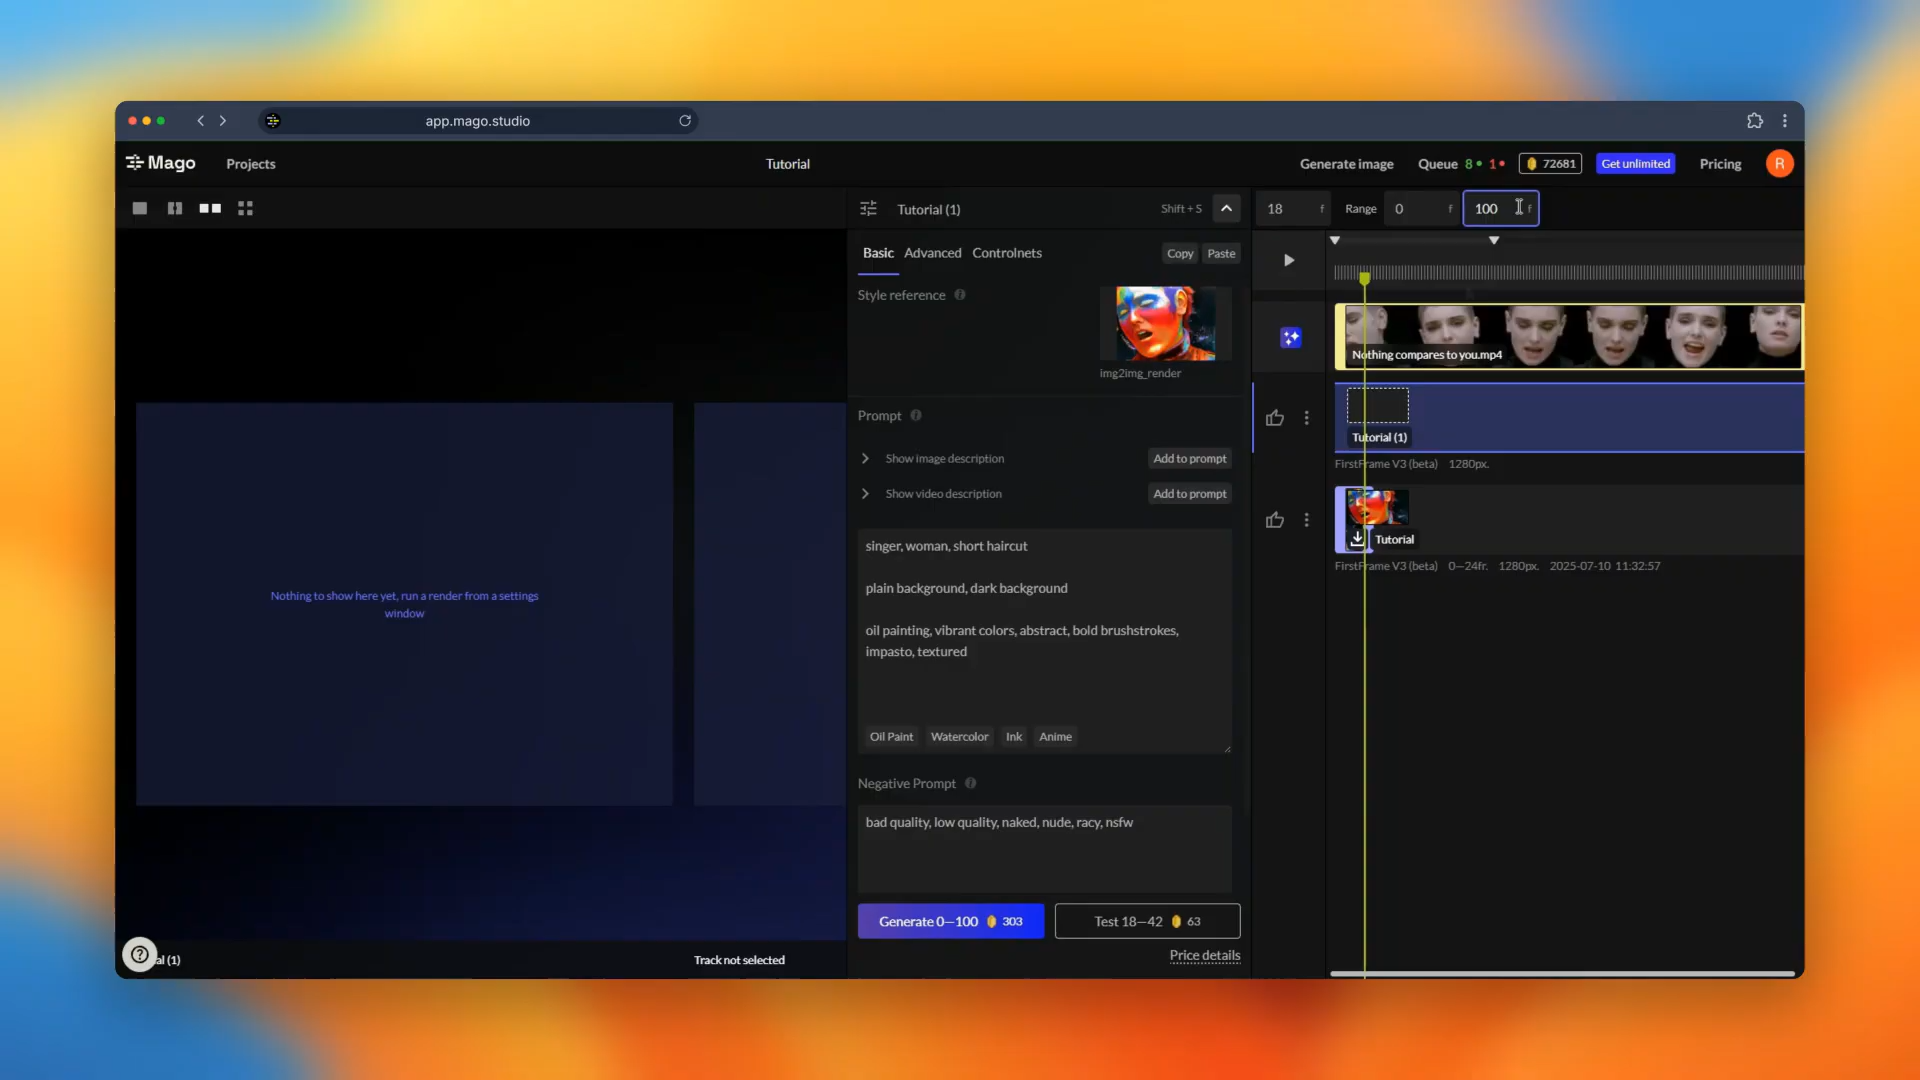 app.mago.studio
Mago
Projects
Tutorial
Generate image
Queue 8 1
72681
Get unlimited
Pricing
R
Tutorial (1)
Shift + S
18 f
Range
0 f
100 f
Basic
Advanced
Controlnets
Copy
Paste
Style reference
img2img_render
Prompt
Show image description
Add to prompt
Show video description
Add to prompt
singer, woman, short haircut
plain background, dark background
oil painting, vibrant colors, abstract, bold brushstrokes,
impasto, textured
Oil Paint
Watercolor
Ink
Anime
Negative Prompt
bad quality, low quality, naked, nude, racy, nsfw
Generate 0—100 303
Test 18—42 63
Price details
Nothing to show here yet, run a render from a settings
window
al (1)
Track not selected
Nothing compares to you.mp4
Tutorial (1)
FirstFrame V3 (beta) 1280px.
Tutorial
FirstFrame V3 (beta) 0—24fr. 1280px. 2025-07-10 11:32:57